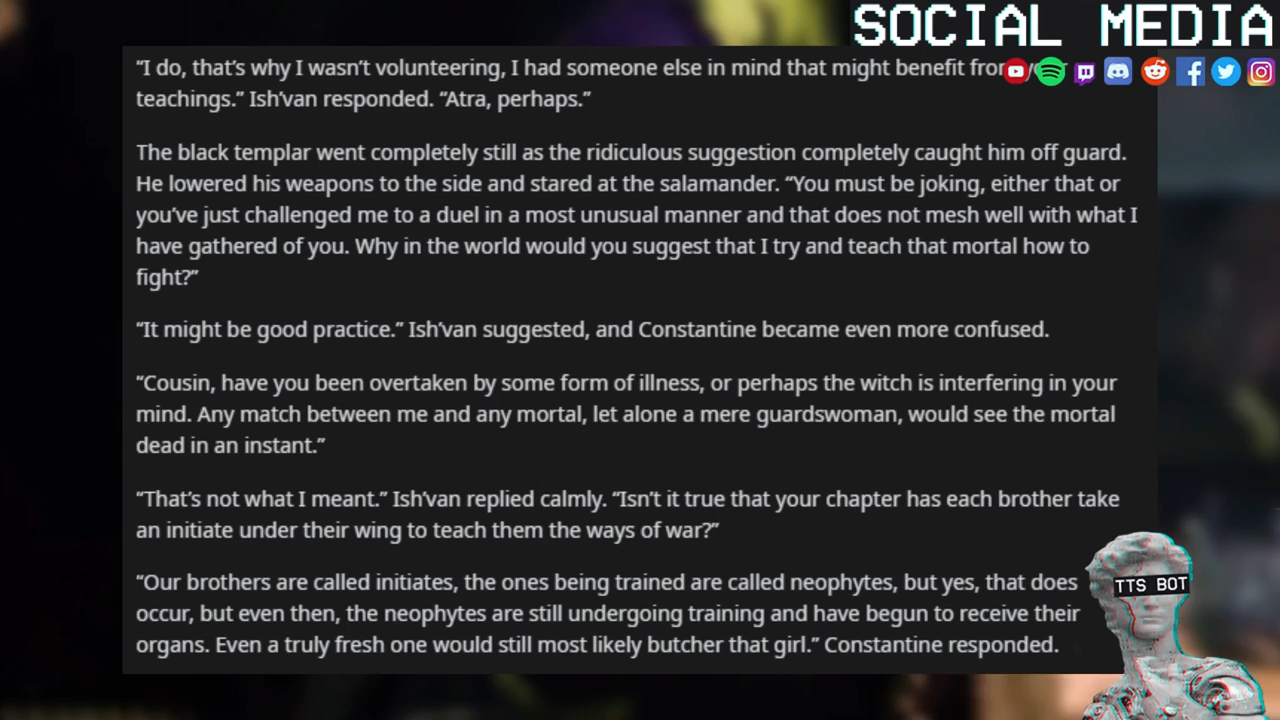 SOCIAL MEDIA
“I do, that’s why I wasn’t volunteering, I had someone else in mind that might benefit from
teachings.” Ish’van responded. “Atra, perhaps.”
The black templar went completely still as the ridiculous suggestion completely caught him off guard.
He lowered his weapons to the side and stared at the salamander. “You must be joking, either that or
you’ve just challenged me to a duel in a most unusual manner and that does not mesh well with what I
have gathered of you. Why in the world would you suggest that I try and teach that mortal how to
fight?”
“It might be good practice.” Ish’van suggested, and Constantine became even more confused.
“Cousin, have you been overtaken by some form of illness, or perhaps the witch is interfering in your
mind. Any match between me and any mortal, let alone a mere guardswoman, would see the mortal
dead in an instant.”
“That’s not what I meant.” Ish’van replied calmly. “Isn’t it true that your chapter has each brother take
an initiate under their wing to teach them the ways of war?”
“Our brothers are called initiates, the ones being trained are called neophytes, but yes, that does
occur, but even then, the neophytes are still undergoing training and have begun to receive their
organs. Even a truly fresh one would still most likely butcher that girl.” Constantine responded.
TTS BOT